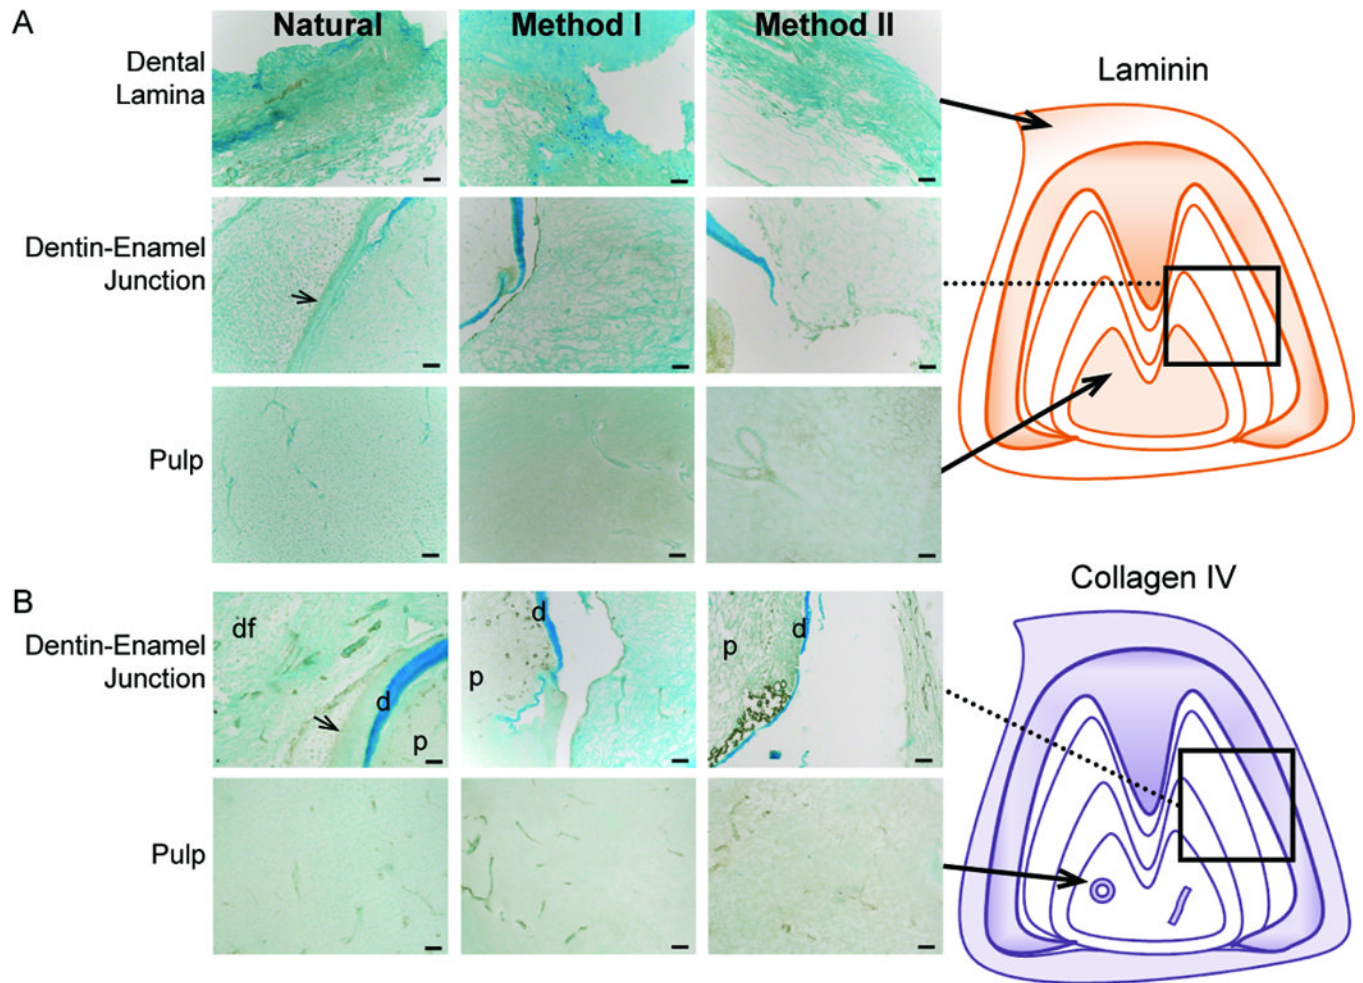 A
Natural
Method I
Method II
Dental
Lamina
Laminin
Dentin-Enamel
Junction
Pulp
B
Collagen IV
Dentin-Enamel
Junction
df
d
p
d
p
d
p
Pulp